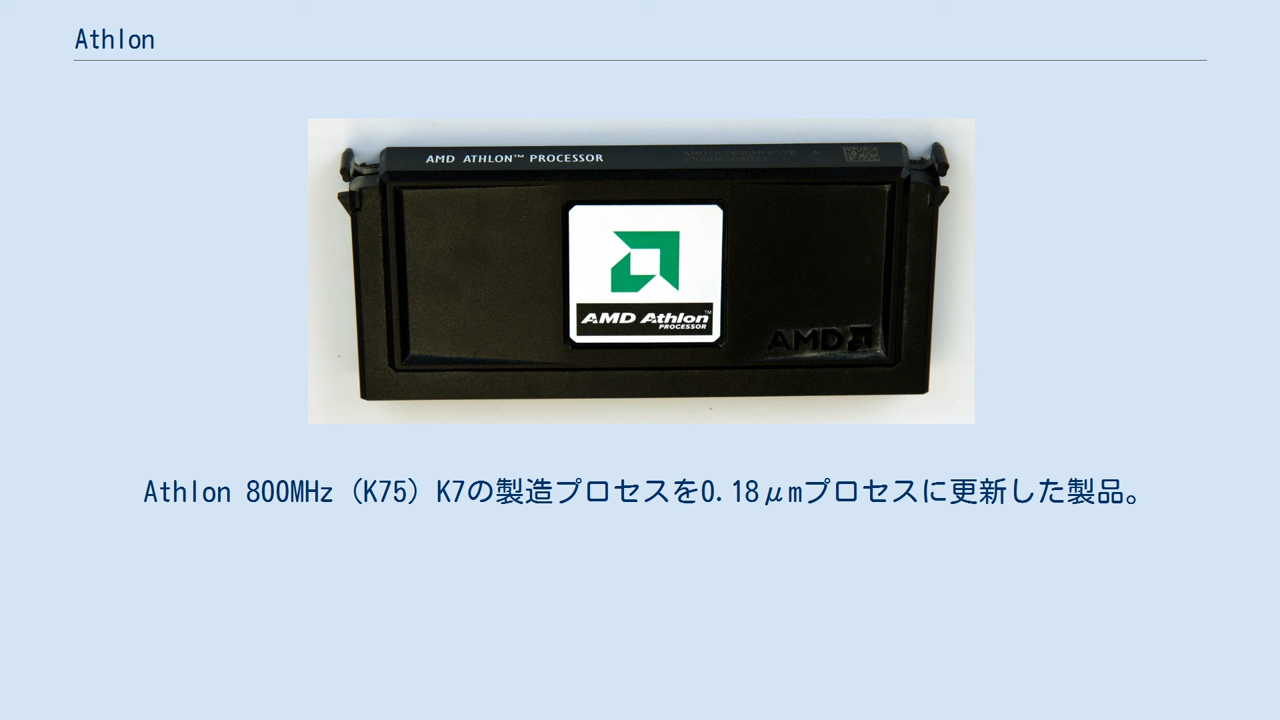 Athlon
AMD ATHLON™ PROCESSOR
AMD Athlon™
PROCESSOR
AMD
Athlon 800MHz（K75）K7の製造プロセスを0.18μmプロセスに更新した製品。